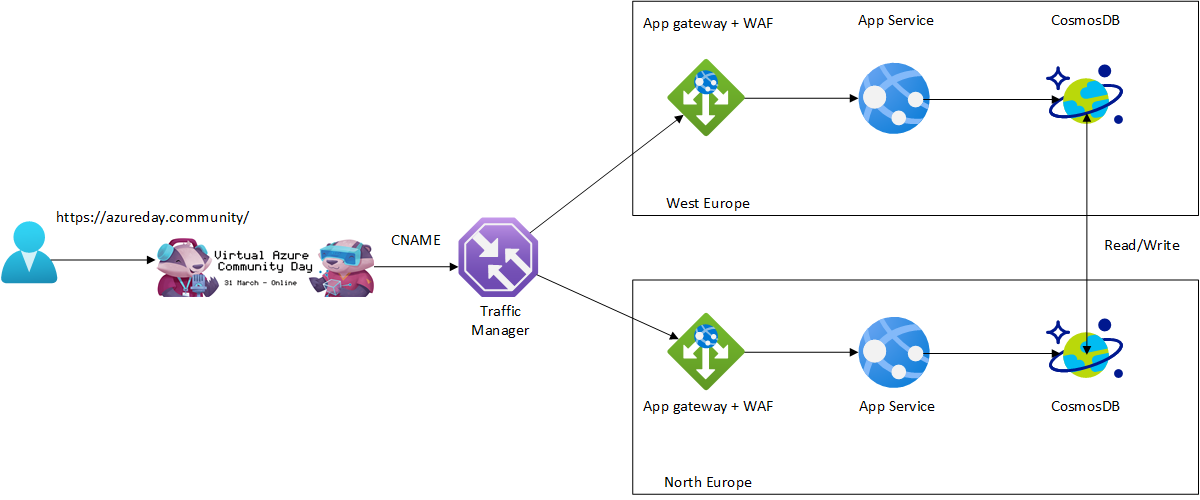 App gateway + WAF
App Service
CosmosDB
West Europe
https://azureday.community/
Virtual Azure
Community Day
31 March - Online
CNAME
Traffic
Manager
Read/Write
App gateway + WAF
App Service
CosmosDB
North Europe